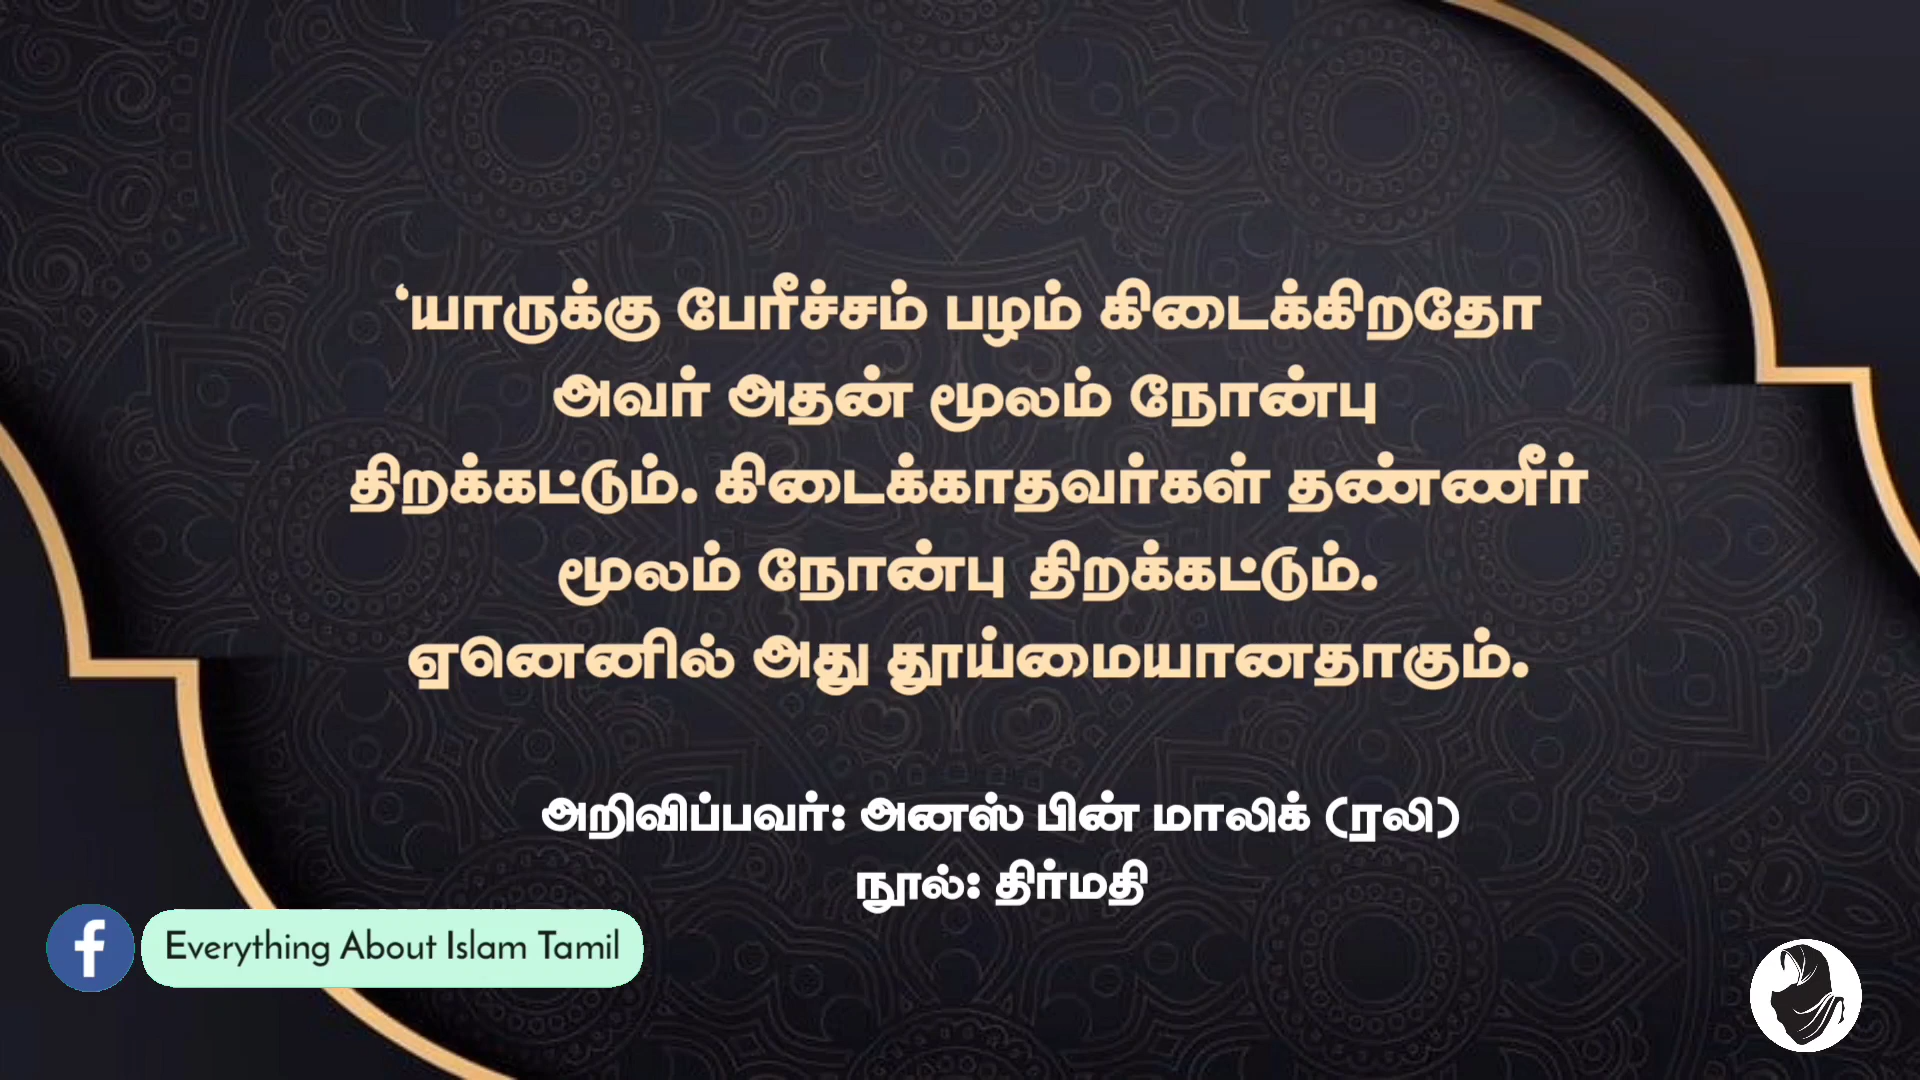 ‘யாருக்கு பேரீச்சம் பழம் கிடைக்கிறதோ
அவர் அதன் மூலம் நோன்பு
திறக்கட்டும். கிடைக்காதவர்கள் தண்ணீர்
மூலம் நோன்பு திறக்கட்டும்.
ஏனெனில் அது தூய்மையானதாகும்.
அறிவிப்பவர்: அனஸ் பின் மாலிக் (ரலி)
நூல்: திர்மதி
f Everything About Islam Tamil